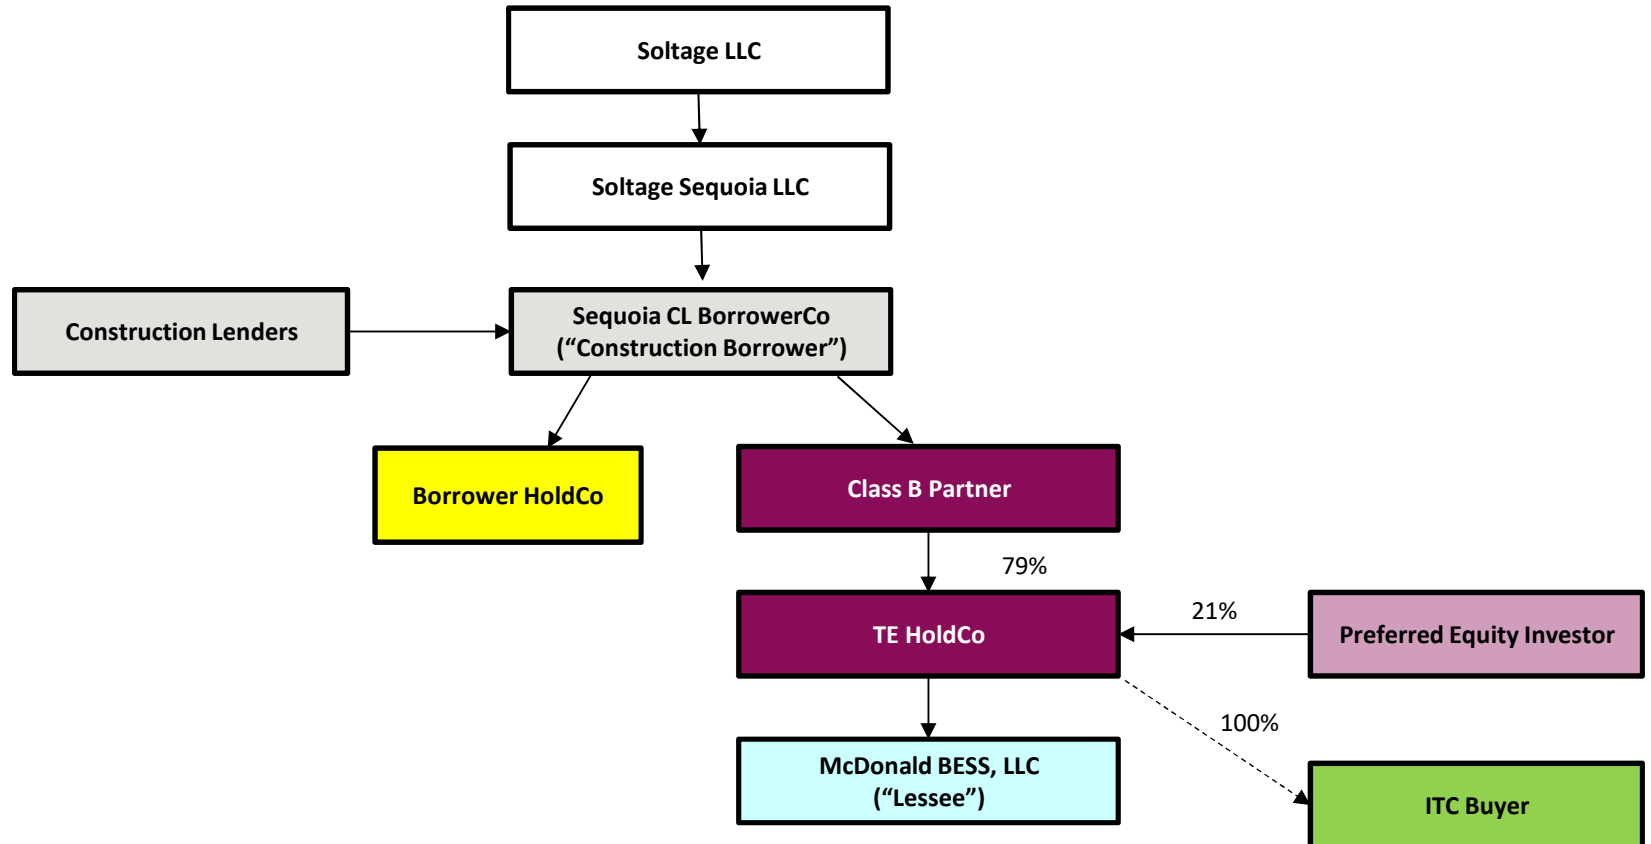 Soltage LLC
Soltage Sequoia LLC
Construction Lenders
Sequoia CL BorrowerCo
(“Construction Borrower”)
Borrower HoldCo
Class B Partner
79%
TE HoldCo
21%
Preferred Equity Investor
100%
McDonald BESS, LLC
(“Lessee”)
ITC Buyer